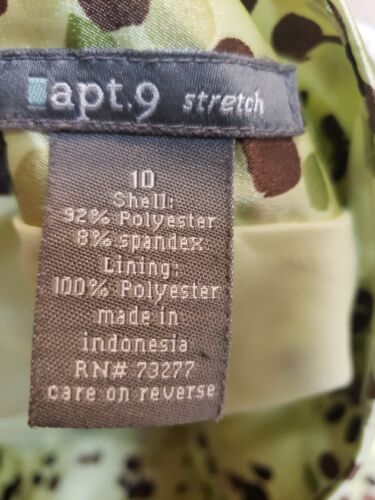 apt.9 stretch
10
Shell:
92% Polyester
8% spandex
Lining:
100% Polyester
made in
indonesia
RN# 73277
care on reverse